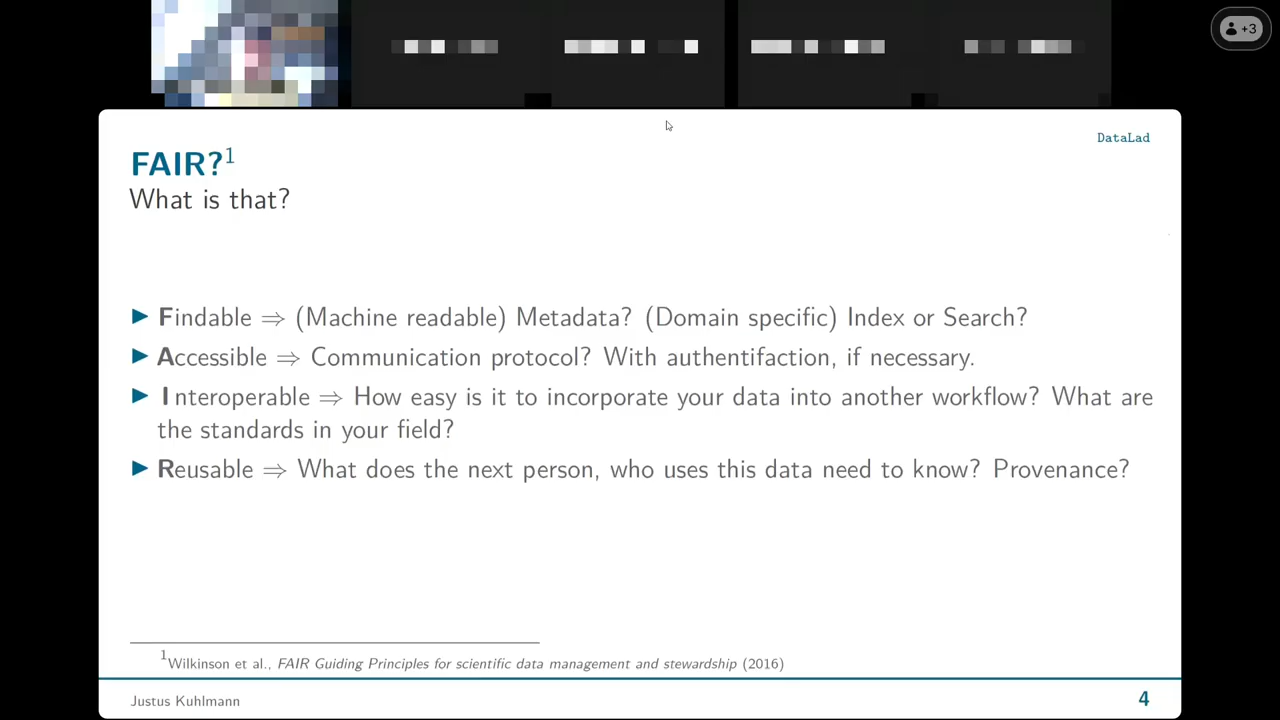 +3
DataLad
FAIR?1
What is that?
▶ Findable ⇒ (Machine readable) Metadata? (Domain specific) Index or Search?
▶ Accessible ⇒ Communication protocol? With authentifaction, if necessary.
▶ Interoperable ⇒ How easy is it to incorporate your data into another workflow? What are
the standards in your field?
▶ Reusable ⇒ What does the next person, who uses this data need to know? Provenance?
1Wilkinson et al., FAIR Guiding Principles for scientific data management and stewardship (2016)
Justus Kuhlmann
4